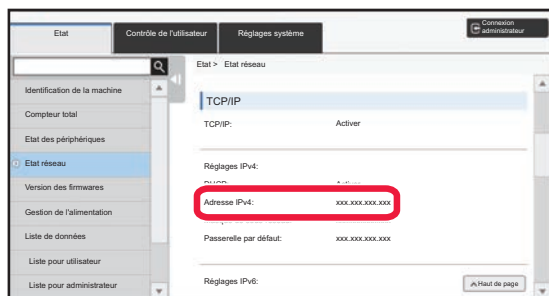 Etat
Contrôle de l'utilisateur
Réglages système
Connexion administrateur
Etat > Etat réseau
Identification de la machine
Compteur total
Etat des périphériques
Etat réseau
Version des firmwares
Gestion de l'alimentation
Liste de données
Liste pour utilisateur
Liste pour administrateur
TCP/IP
TCP/IP: Activer
Réglages IPv4:
Adresse IPv4: xxx.xxx.xxx.xxx
Passerelle par défaut: xxx.xxx.xxx.xxx
Réglages IPv6:
Haut de page